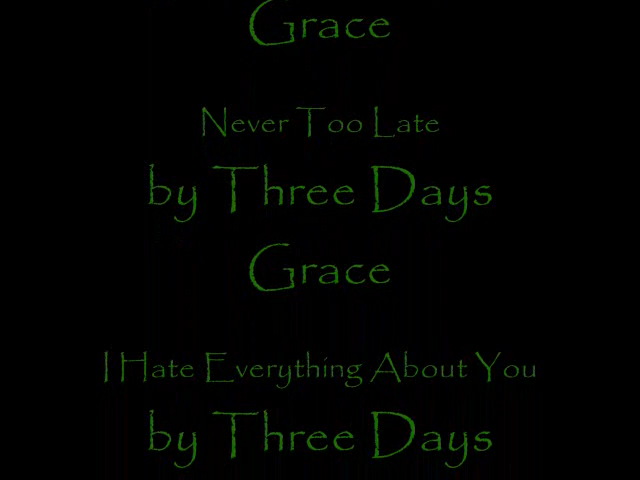 Grace
Never Too Late
by Three Days
Grace
I Hate Everything About You
by Three Days